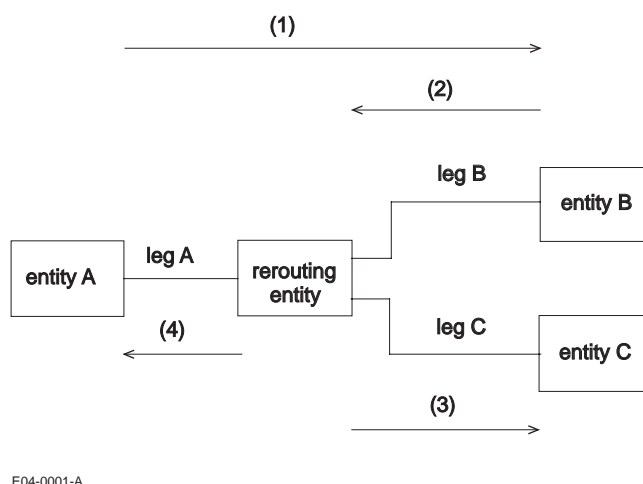 (1)
(2)
leg B
entity B
leg A
entity A
rerouting
entity
leg C
entity C
(4)
(3)
E04-0001-A